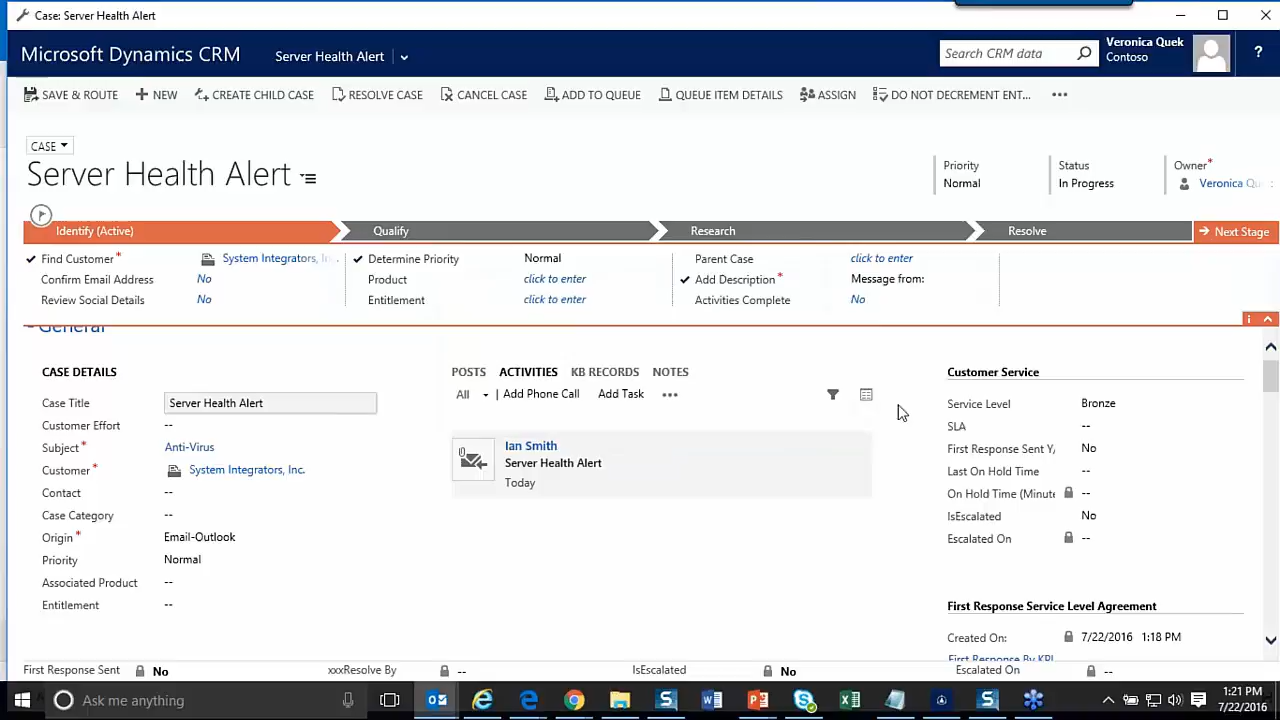 Case: Server Health Alert
Microsoft Dynamics CRM
Server Health Alert
Search CRM data
Veronica Quek
Contoso
?
SAVE & ROUTE
NEW
CREATE CHILD CASE
RESOLVE CASE
CANCEL CASE
ADD TO QUEUE
QUEUE ITEM DETAILS
ASSIGN
DO NOT DECREMENT ENT...
CASE
Server Health Alert
Priority
Normal
Status
In Progress
Owner*
Veronica Quek
Identify (Active)
Qualify
Research
Resolve
Next Stage
Find Customer* System Integrators, In..
Confirm Email Address No
Review Social Details No
Determine Priority Normal
Product click to enter
Entitlement click to enter
Parent Case click to enter
Add Description* Message from:
Activities Complete No
General
CASE DETAILS
Case Title Server Health Alert
Customer Effort --
Subject* Anti-Virus
Customer* System Integrators, Inc.
Contact --
Case Category --
Origin* Email-Outlook
Priority Normal
Associated Product --
Entitlement --
POSTS ACTIVITIES KB RECORDS NOTES
All | Add Phone Call Add Task
Ian Smith
Server Health Alert
Today
Customer Service
Service Level Bronze
SLA --
First Response Sent Y/ No
Last On Hold Time --
On Hold Time (Minute --
IsEscalated No
Escalated On --
First Response Service Level Agreement
Created On: 7/22/2016 1:18 PM
First Response By KPI
First Response Sent No
xxxResolve By --
IsEscalated No
Escalate On --
Ask me anything
1:21 PM
7/22/2016